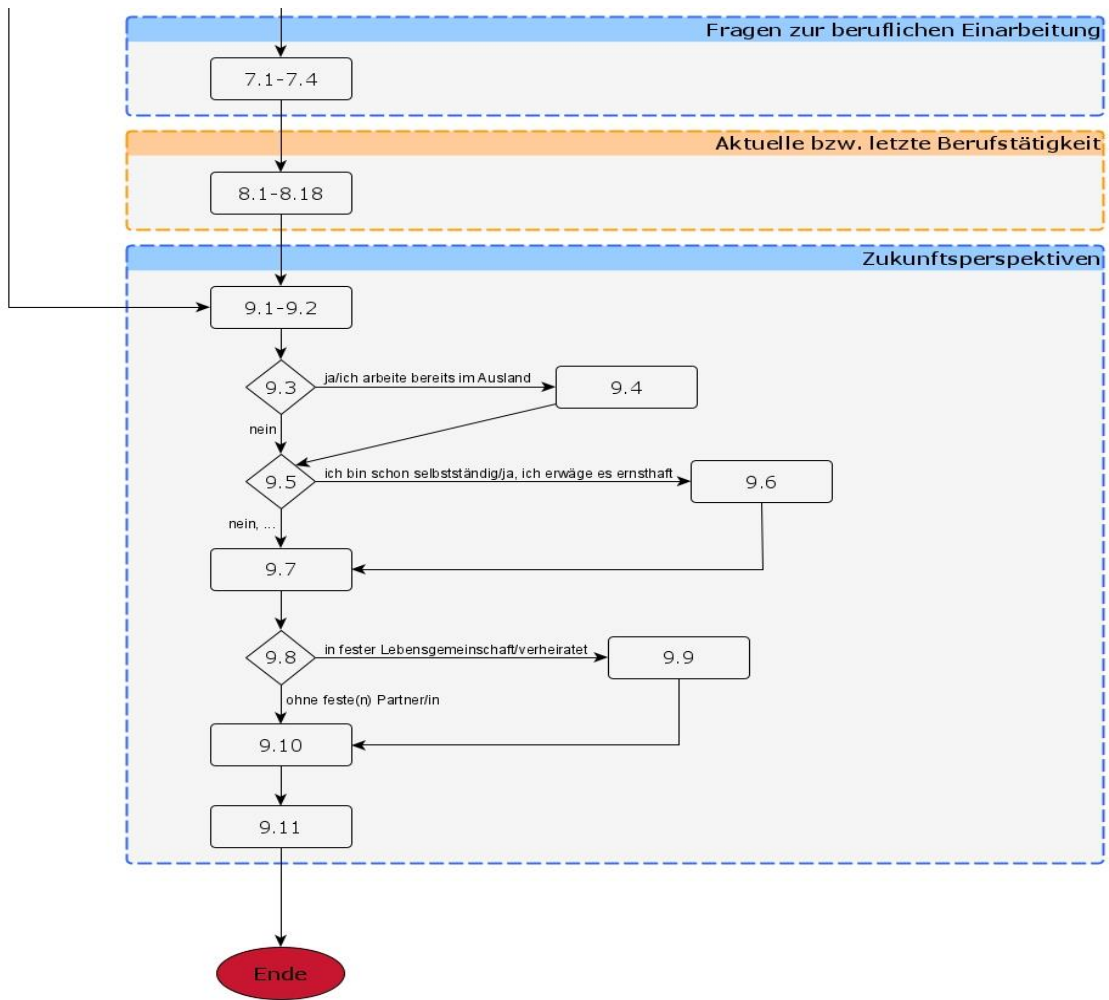 Fragen zur beruflichen Einarbeitung
7.1-7.4
Aktuelle bzw. letzte Berufstätigkeit
8.1-8.18
Zukunftsperspektiven
9.1-9.2
9.3
ja/ich arbeite bereits im Ausland
9.4
nein
9.5
ich bin schon selbstständig/ja, ich erwäge es ernsthaft
9.6
nein, ...
9.7
9.8
in fester Lebensgemeinschaft/verheiratet
9.9
ohne feste(n) Partner/in
9.10
9.11
Ende